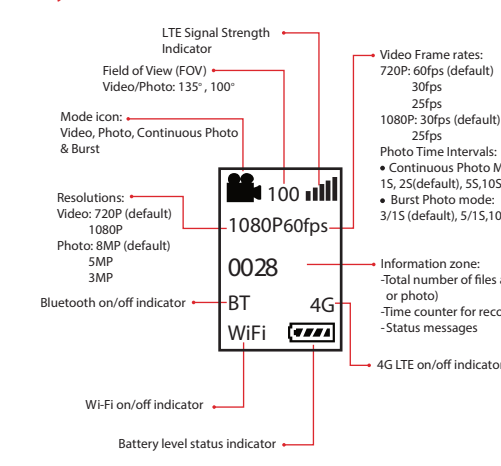 LTE Signal Strength
Indicator
Field of View (FOV)
Video/Photo: 135°, 100°
Mode icon:
Video, Photo, Continuous Photo
& Burst
Resolutions:
Video: 720P (default)
1080P
Photo: 8MP (default)
5MP
3MP
Bluetooth on/off indicator
Wi-Fi on/off indicator
Battery level status indicator
100
1080P60fps
0028
BT
4G
WiFi
Video Frame rates:
720P: 60fps (default)
30fps
25fps
1080P: 30fps (default)
25fps
Photo Time Intervals:
• Continuous Photo M
1S, 2S(default), 5S,10S
• Burst Photo mode:
3/1S (default), 5/1S,10
Information zone:
-Total number of files
or photo)
-Time counter for reco
- Status messages
4G LTE on/off indicator